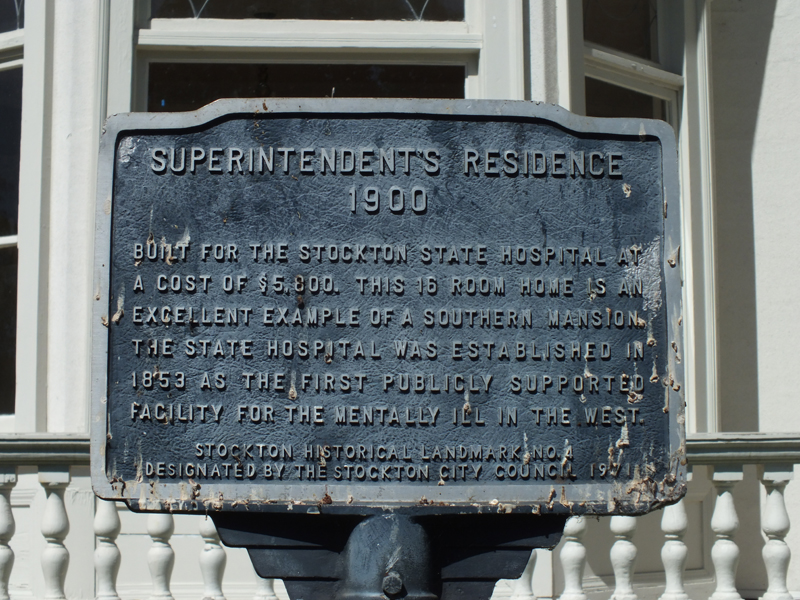 SUPERINTENDENT'S RESIDENCE
1900
BUILT FOR THE STOCKTON STATE HOSPITAL AT
A COST OF $5,800. THIS 16 ROOM HOME IS AN
EXCELLENT EXAMPLE OF A SOUTHERN MANSION.
THE STATE HOSPITAL WAS ESTABLISHED IN
1853 AS THE FIRST PUBLICLY SUPPORTED
FACILITY FOR THE MENTALLY ILL IN THE WEST.
STOCKTON HISTORICAL LANDMARK NO. 4
DESIGNATED BY THE STOCKTON CITY COUNCIL 1971